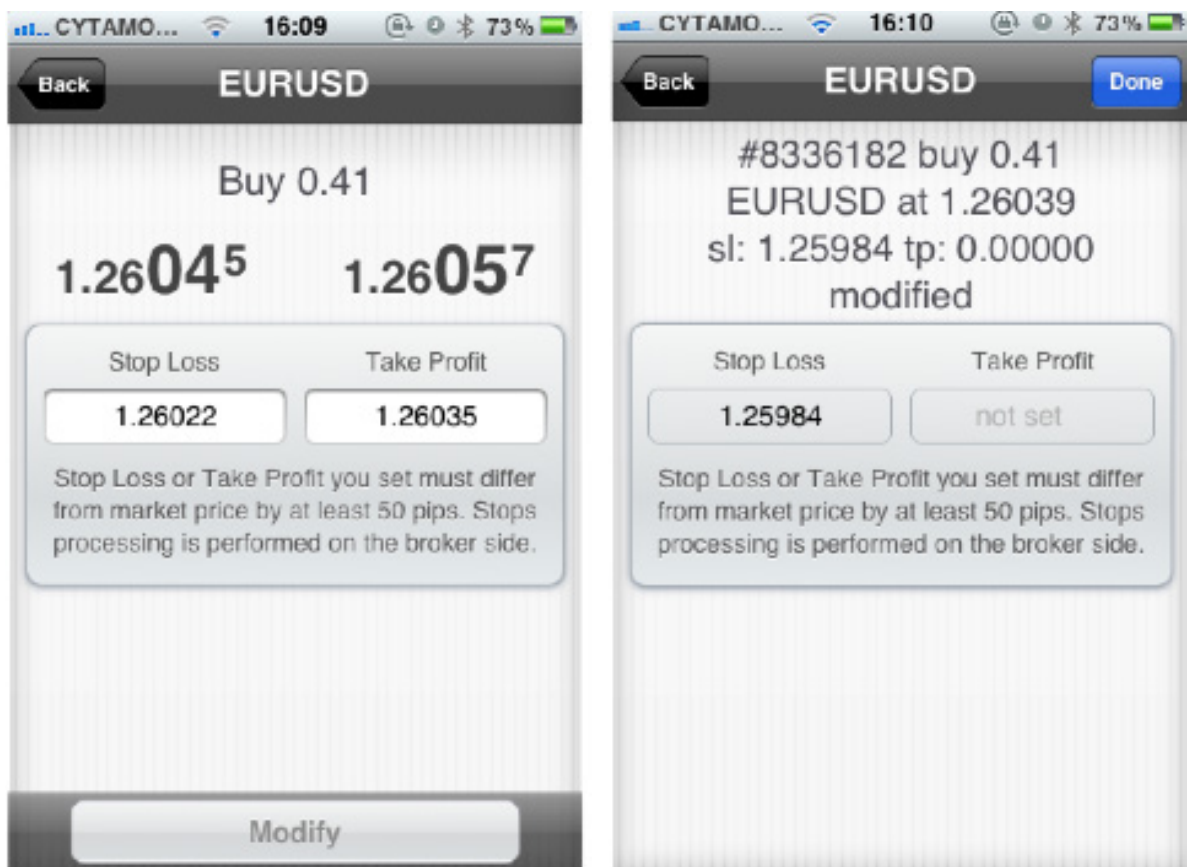 CYTAMO... 16:09 73%
Back EURUSD
Buy 0.41
1.26045 1.26057
Stop Loss Take Profit
1.26022 1.26035
Stop Loss or Take Profit you set must differ
from market price by at least 50 pips. Stops
processing is performed on the broker side.
Modify
CYTAMO... 16:10 73%
Back EURUSD Done
#8336182 buy 0.41
EURUSD at 1.26039
sl: 1.25984 tp: 0.00000
modified
Stop Loss Take Profit
1.25984 not set
Stop Loss or Take Profit you set must differ
from market price by at least 50 pips. Stops
processing is performed on the broker side.